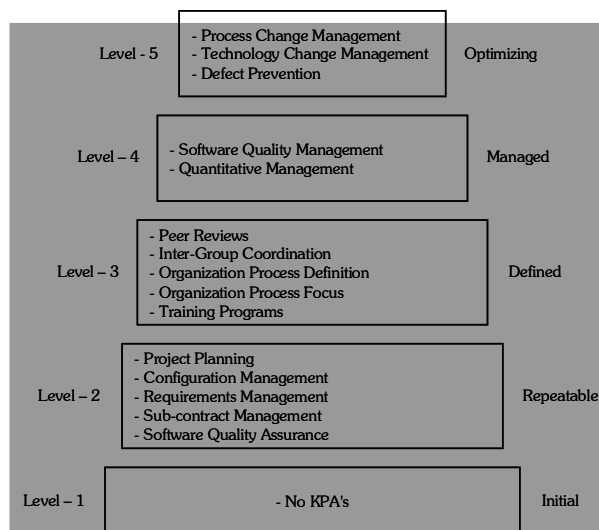 - Process Change Management
Level - 5 - Technology Change Management Optimizing
- Defect Prevention
- Software Quality Management
Level – 4 Managed
- Quantitative Management
- Peer Reviews
- Inter-Group Coordination
Level – 3 - Organization Process Definition Defined
- Organization Process Focus
- Training Programs
- Project Planning
- Configuration Management
Level – 2 - Requirements Management Repeatable
- Sub-contract Management
- Software Quality Assurance
Level – 1 - No KPA's Initial